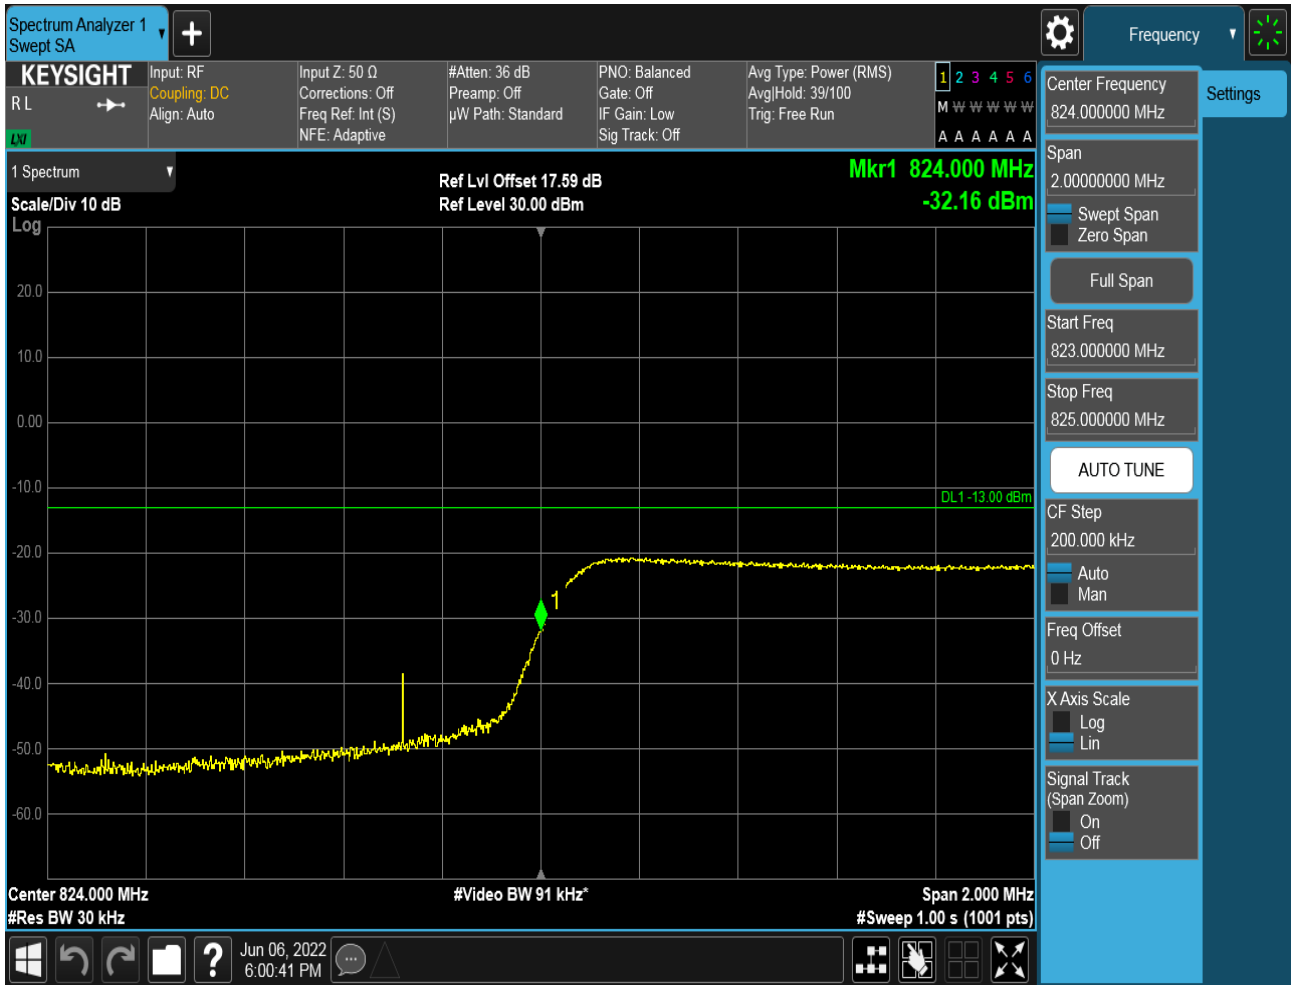 Spectrum Analyzer 1
Swept SA
Frequency
KEYSIGHT
R L
LXI
Input: RF
Coupling: DC
Align: Auto
Input Z: 50 Ω
Corrections: Off
Freq Ref: Int (S)
NFE: Adaptive
#Atten: 36 dB
Preamp: Off
µW Path: Standard
PNO: Balanced
Gate: Off
IF Gain: Low
Sig Track: Off
Avg Type: Power (RMS)
Avg|Hold: 39/100
Trig: Free Run
1 2 3 4 5 6
M W W W W W
A A A A A A
1 Spectrum
Scale/Div 10 dB
Log
Ref Lvl Offset 17.59 dB
Ref Level 30.00 dBm
Mkr1 824.000 MHz
-32.16 dBm
20.0
10.0
0.00
-10.0
DL1 -13.00 dBm
-20.0
1
-30.0
-40.0
-50.0
-60.0
Center 824.000 MHz
#Video BW 91 kHz*
Span 2.000 MHz
#Res BW 30 kHz
#Sweep 1.00 s (1001 pts)
?
Jun 06, 2022
6:00:41 PM
Center Frequency
824.000000 MHz
Settings
Span
2.00000000 MHz
Swept Span
Zero Span
Full Span
Start Freq
823.000000 MHz
Stop Freq
825.000000 MHz
AUTO TUNE
CF Step
200.000 kHz
Auto
Man
Freq Offset
0 Hz
X Axis Scale
Log
Lin
Signal Track
(Span Zoom)
On
Off